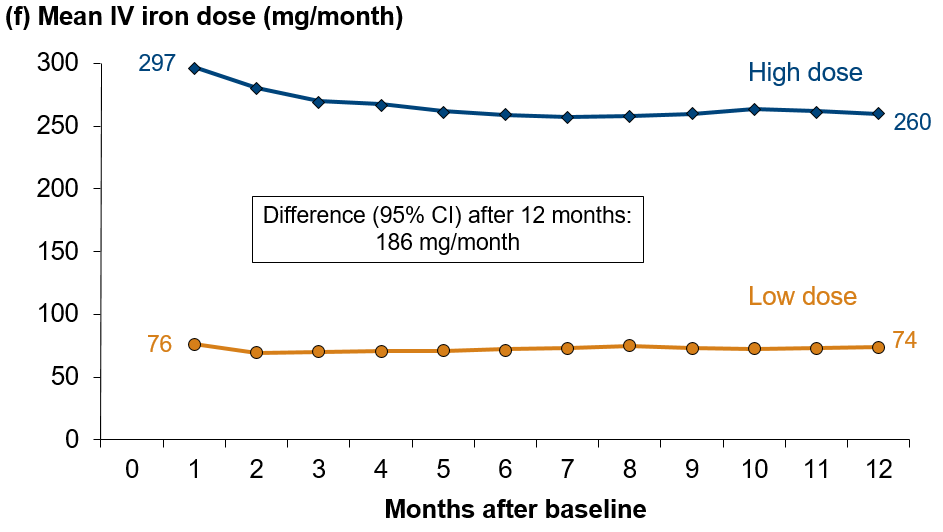 (f) Mean IV iron dose (mg/month)
300
250
200
150
100
50
0
297
High dose
260
Difference (95% CI) after 12 months:
186 mg/month
Low dose
76
74
0 1 2 3 4 5 6 7 8 9 10 11 12
Months after baseline